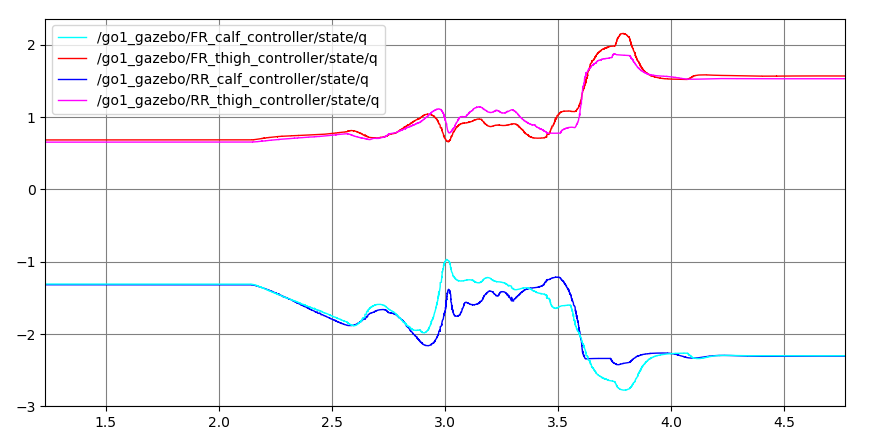 /go1_gazebo/FR_calf_controller/state/q
/go1_gazebo/FR_thigh_controller/state/q
/go1_gazebo/RR_calf_controller/state/q
/go1_gazebo/RR_thigh_controller/state/q
2
1
0
−1
−2
−3
1.5 2.0 2.5 3.0 3.5 4.0 4.5